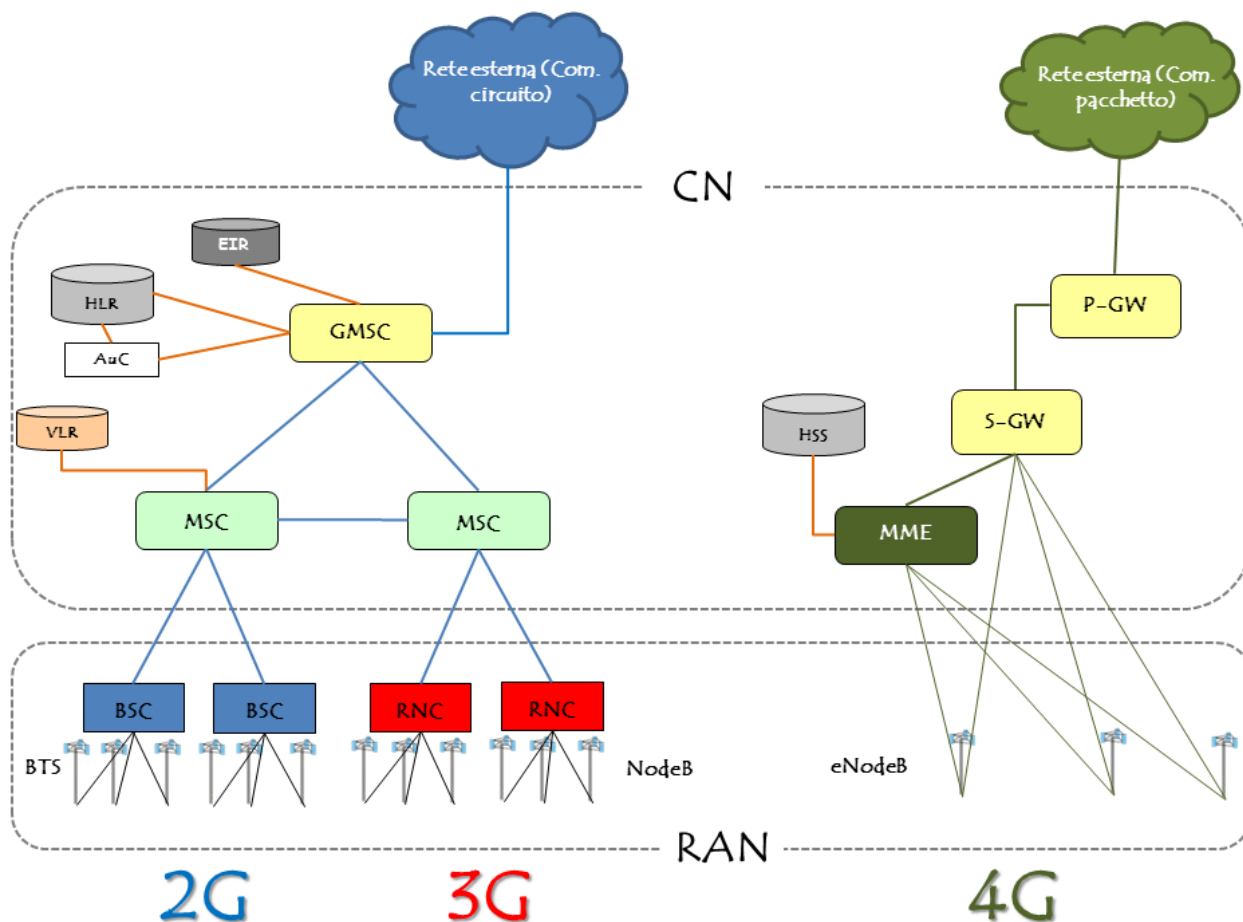 Rete esterna (Com.
circuito)
Rete esterna (Com.
pacchetto)
CN
EIR
HLR
GMSC
P-GW
AuC
VLR
HSS
S-GW
MSC
MSC
MME
BSC
BSC
RNC
RNC
BTS
NodeB
eNodeB
RAN
2G
3G
4G